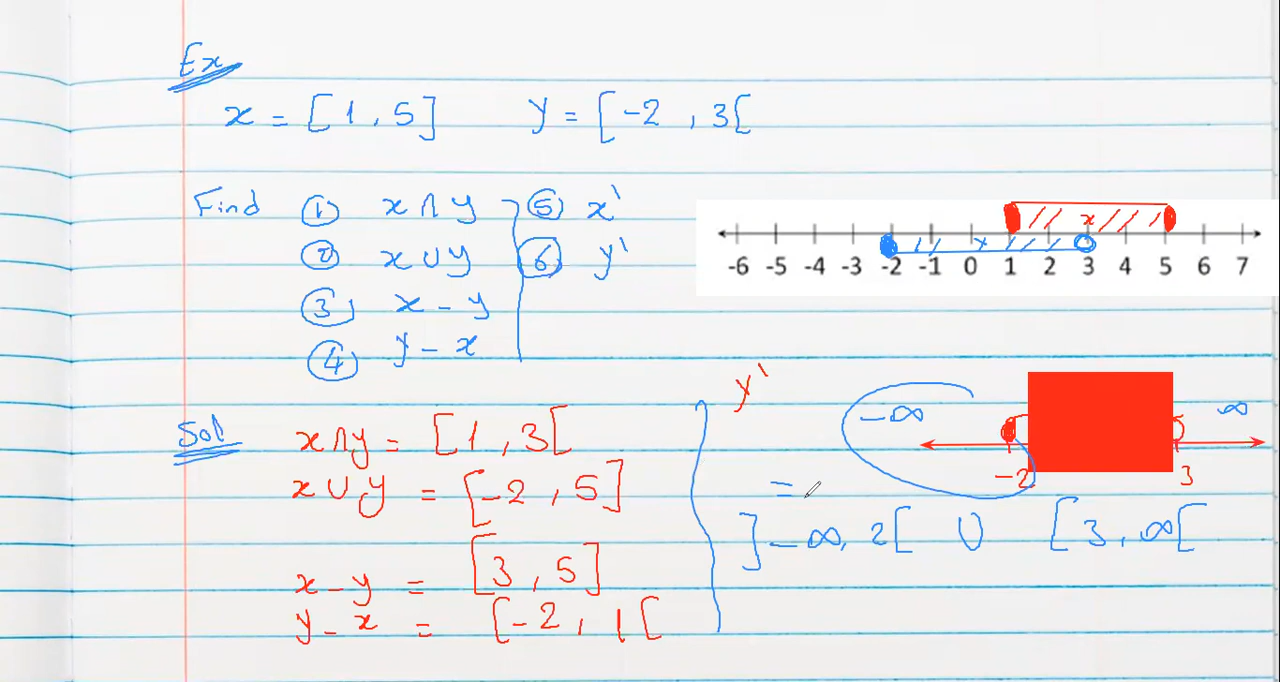 Ex
x = [1, 5] y = [-2, 3[
Find ① x ∩ y ⑤ x'
② x ∪ y ⑥ y'
③ x - y
④ y - x
x
x
-6 -5 -4 -3 -2 -1 0 1 2 3 4 5 6 7
Sol
x ∩ y = [1, 3[
x ∪ y = [-2, 5]
x - y = [3, 5]
y - x = [-2, 1[
y'
-∞ ∞
-2 3
=
]-∞, 2[ ∪ [3, ∞[